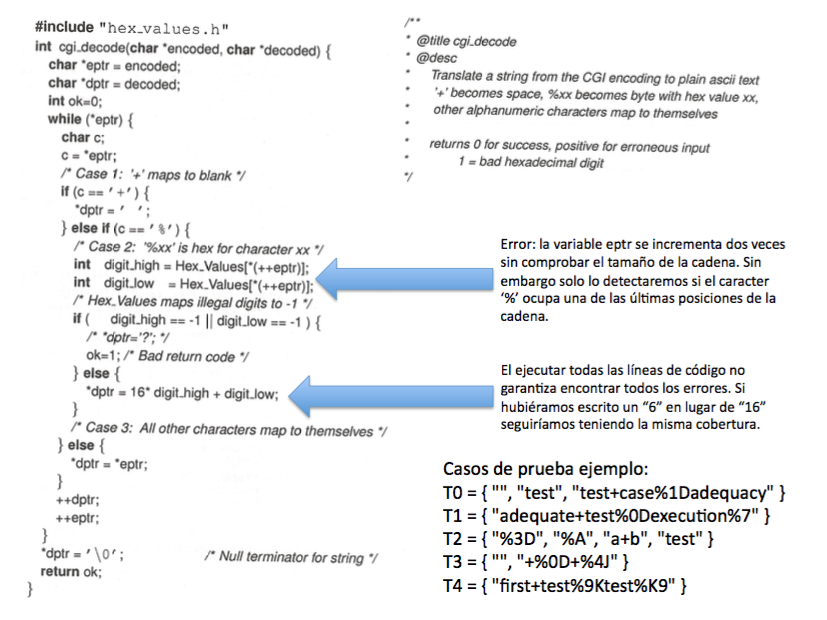 #include "hex_values.h"
int cgi_decode(char *encoded, char *decoded) {
char *eptr = encoded;
char *dptr = decoded;
int ok=0;
while (*eptr) {
char c;
c = *eptr;
/* Case 1: '+' maps to blank */
if (c == '+') {
*dptr = ' ';
} else if (c == '%') {
/* Case 2: '%xx' is hex for character xx */
int digit_high = Hex_Values[*(++eptr)];
int digit_low = Hex_Values[*(++eptr)];
/* Hex_Values maps illegal digits to -1 */
if ( digit_high == -1 || digit_low == -1 ) {
/* *dptr='?'; */
ok=1; /* Bad return code */
} else {
*dptr = 16* digit_high + digit_low;
}
/* Case 3: All other characters map to themselves */
} else {
*dptr = *eptr;
}
++dptr;
++eptr;
}
*dptr = '\0'; /* Null terminator for string */
return ok;
}
/**
* @title cgi_decode
* @desc
* Translate a string from the CGI encoding to plain ascii text
* '+' becomes space, %xx becomes byte with hex value xx,
* other alphanumeric characters map to themselves
*
* returns 0 for success, positive for erroneous input
* 1 = bad hexadecimal digit
*/
Error: la variable eptr se incrementa dos veces
sin comprobar el tamaño de la cadena. Sin
embargo solo lo detectaremos si el caracter
'%' ocupa una de las últimas posiciones de la
cadena.
El ejecutar todas las líneas de código no
garantiza encontrar todos los errores. Si
hubiéramos escrito un "6" en lugar de "16"
seguiríamos teniendo la misma cobertura.
Casos de prueba ejemplo:
T0 = { "", "test", "test+case%1Dadequacy" }
T1 = { "adequate+test%0Dexecution%7" }
T2 = { "%3D", "%A", "a+b", "test" }
T3 = { "", "+%0D+%4J" }
T4 = { "first+test%9Ktest%K9" }